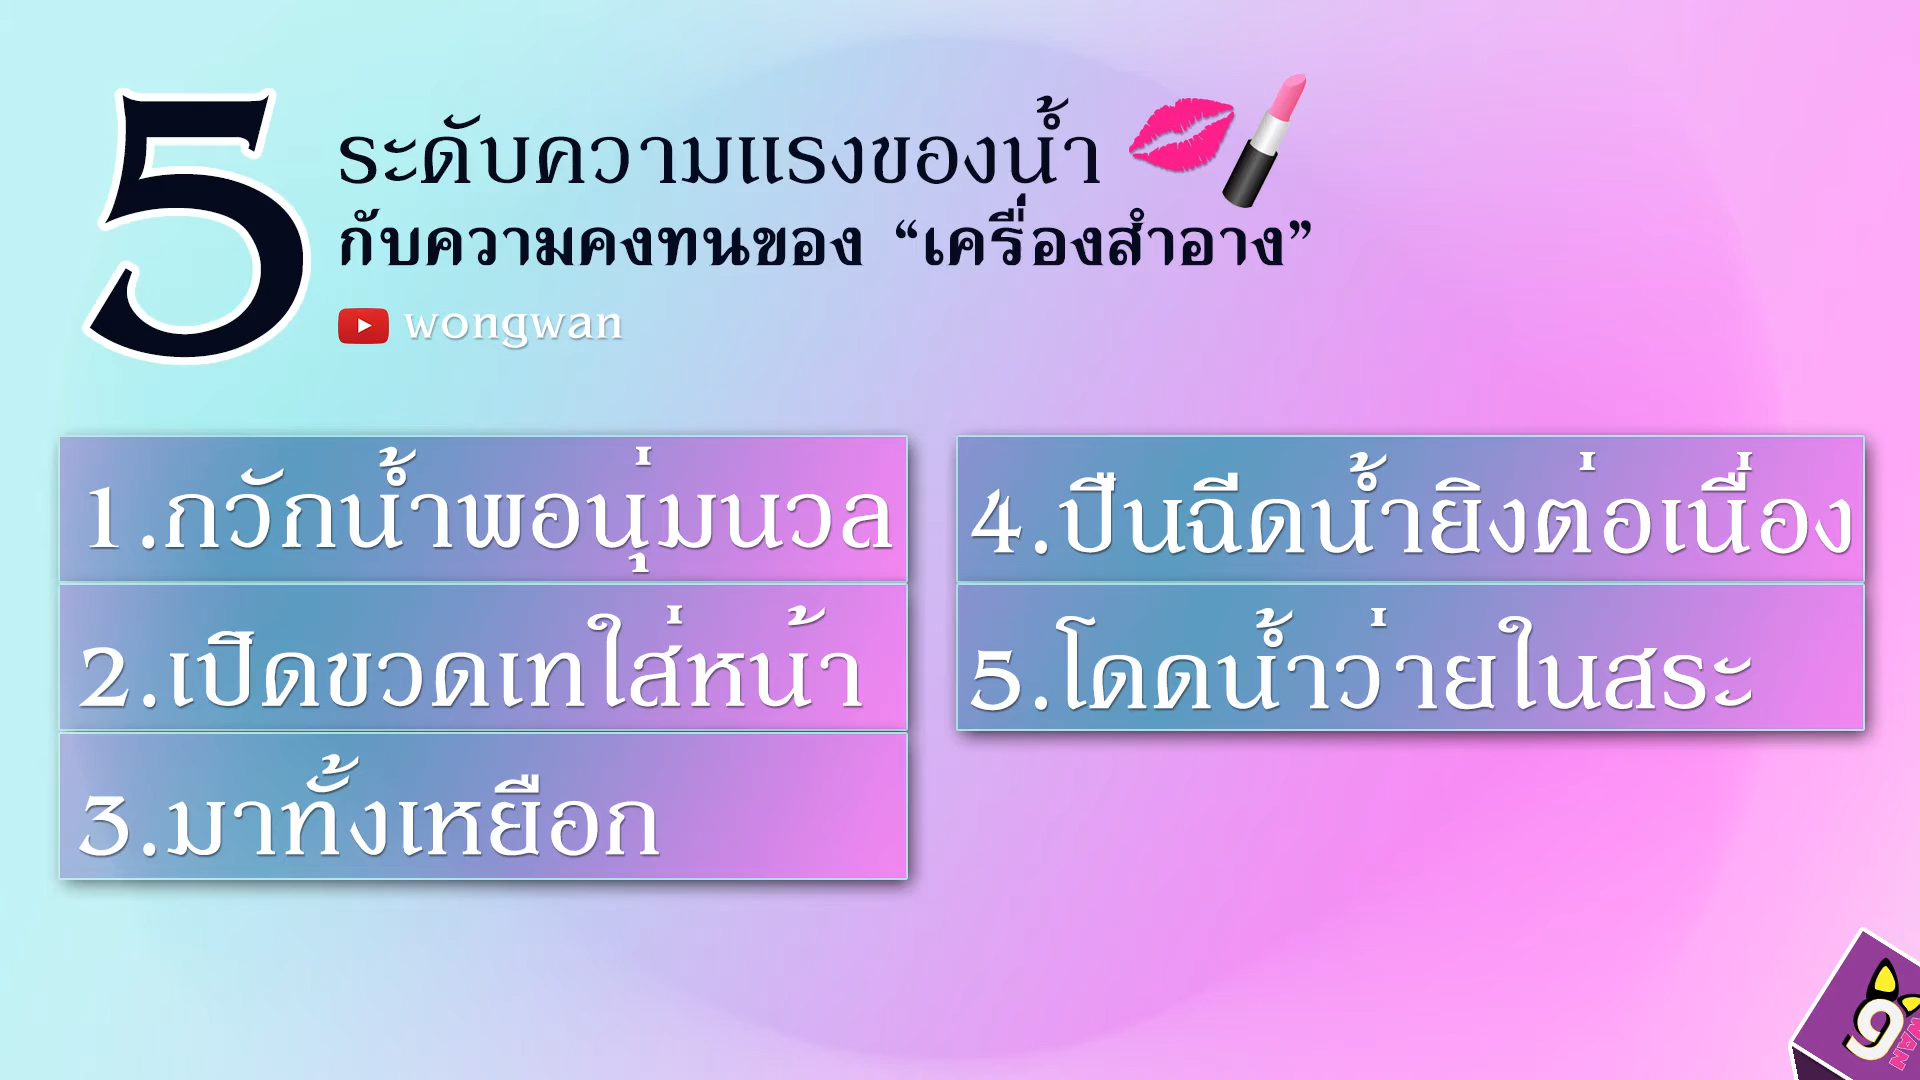 5
ระดับความแรงของน้ำ
กับความคงทนของ “เครื่องสำอาง”
wongwan
1.กวักน้ำพอนุ่มนวล
2.เปิดขวดเทใส่หน้า
3.มาทั้งเหยือก
4.ปืนฉีดน้ำยิงต่อเนื่อง
5.โดดน้ำว่ายในสระ
9
WAN